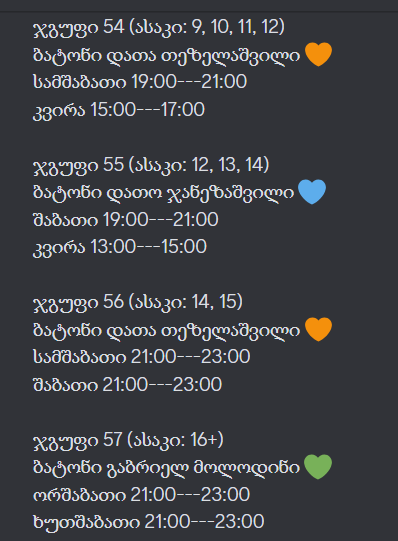 ჯგუფი 54 (ასაკი: 9, 10, 11, 12)
ბატონი დათა თეზელაშვილი 🧡
სამშაბათი 19:00---21:00
კვირა 15:00---17:00

ჯგუფი 55 (ასაკი: 12, 13, 14)
ბატონი დათო ჯანეზაშვილი 💙
შაბათი 19:00---21:00
კვირა 13:00---15:00

ჯგუფი 56 (ასაკი: 14, 15)
ბატონი დათა თეზელაშვილი 🧡
სამშაბათი 21:00---23:00
შაბათი 21:00---23:00

ჯგუფი 57 (ასაკი: 16+)
ბატონი გაბრიელ მოლოდინი 💚
ორშაბათი 21:00---23:00
ხუთშაბათი 21:00---23:00